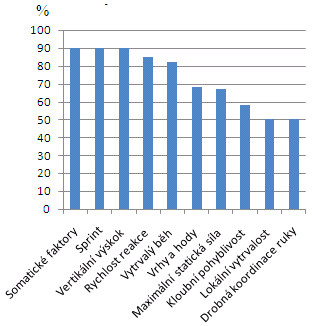 %
100
90
80
70
60
50
40
30
20
10
0
Somatické faktory
Sprint
Vertikální výskok
Rychlost reakce
Vytrvalý běh
Vrhy a hody
Maximální statická síla
Kloubní pohyblivost
Lokální vytrvalost
Drobná koordinace ruky